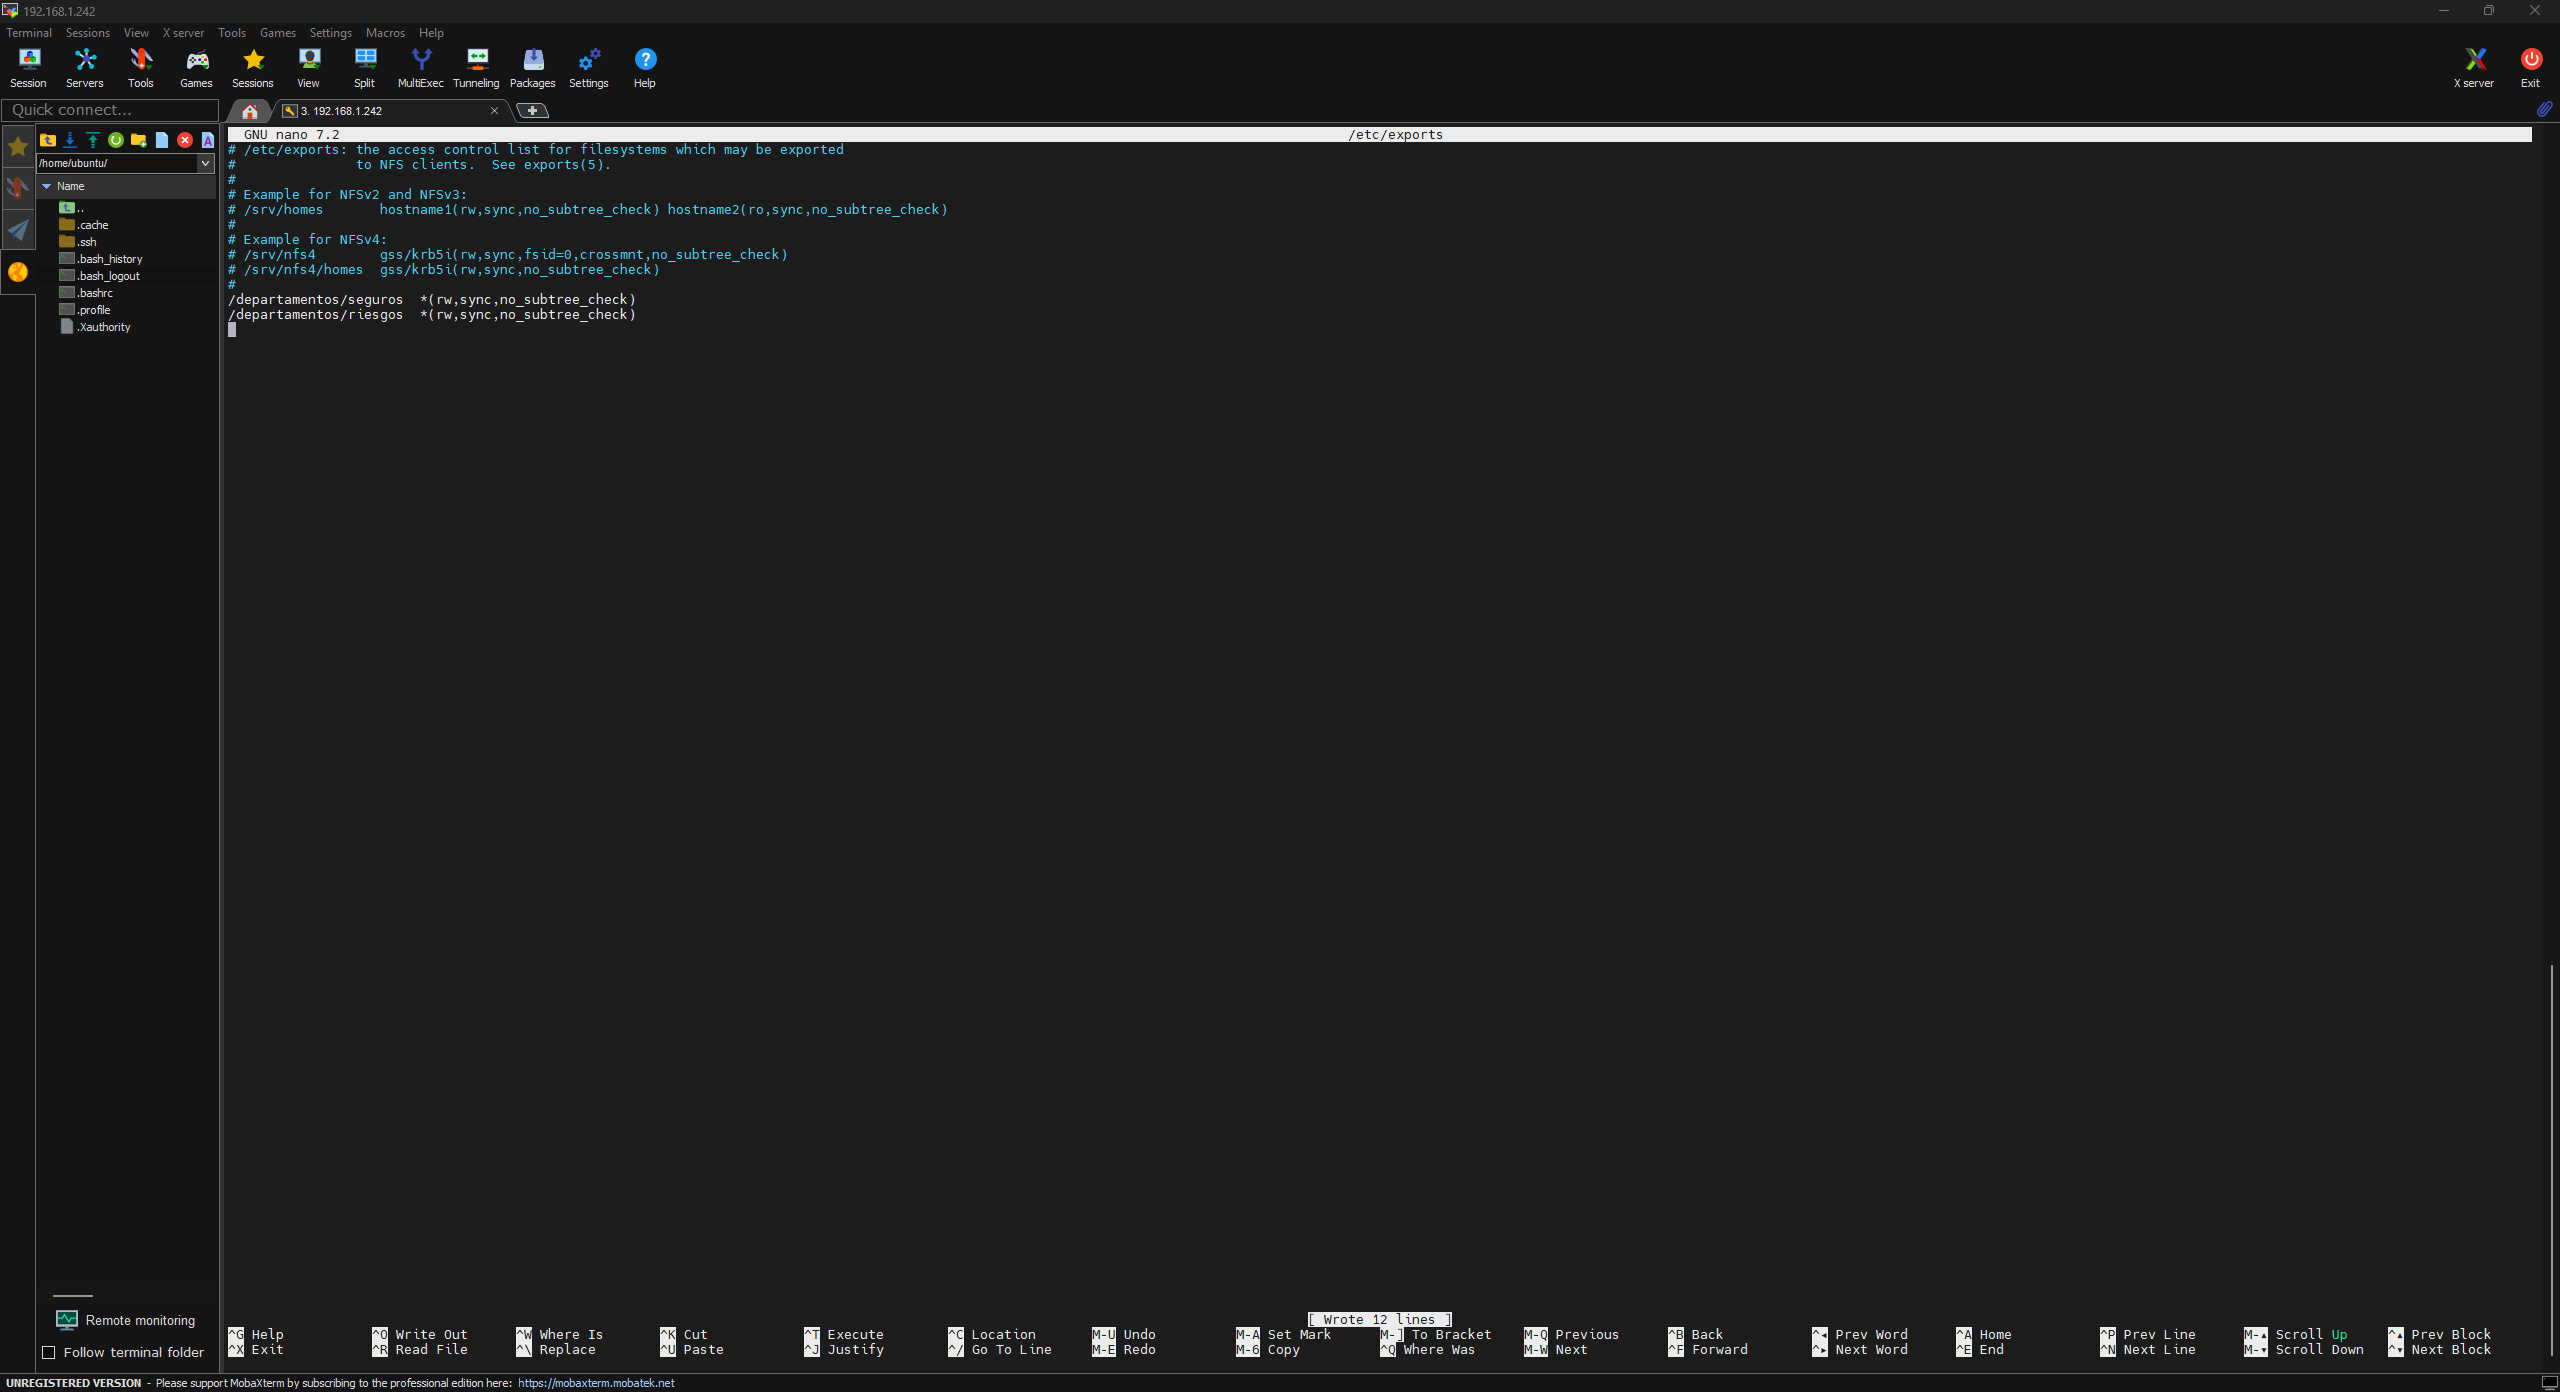 192.168.1.242
Terminal Sessions View X server Tools Games Settings Macros Help
Session Servers Tools Games Sessions View Split MultiExec Tunneling Packages Settings Help X server Exit
Quick connect... 3. 192.168.1.242
/home/ubuntu/
Name
..
.cache
.ssh
.bash_history
.bash_logout
.bashrc
.profile
.Xauthority
Remote monitoring
Follow terminal folder
GNU nano 7.2 /etc/exports
# /etc/exports: the access control list for filesystems which may be exported
# to NFS clients. See exports(5).
#
# Example for NFSv2 and NFSv3:
# /srv/homes hostname1(rw,sync,no_subtree_check) hostname2(ro,sync,no_subtree_check)
#
# Example for NFSv4:
# /srv/nfs4 gss/krb5i(rw,sync,fsid=0,crossmnt,no_subtree_check)
# /srv/nfs4/homes gss/krb5i(rw,sync,no_subtree_check)
#
/departamentos/seguros *(rw,sync,no_subtree_check)
/departamentos/riesgos *(rw,sync,no_subtree_check)
[ Wrote 12 lines ]
^G Help ^O Write Out ^W Where Is ^K Cut ^T Execute ^C Location M-U Undo M-A Set Mark M-] To Bracket M-Q Previous ^B Back ^◂ Prev Word ^A Home ^P Prev Line M-▴ Scroll Up ^▴ Prev Block
^X Exit ^R Read File ^\ Replace ^U Paste ^J Justify ^/ Go To Line M-E Redo M-6 Copy ^Q Where Was M-W Next ^F Forward ^▸ Next Word ^E End ^N Next Line M-▾ Scroll Down ^▾ Next Block
UNREGISTERED VERSION - Please support MobaXterm by subscribing to the professional edition here: https://mobaxterm.mobatek.net